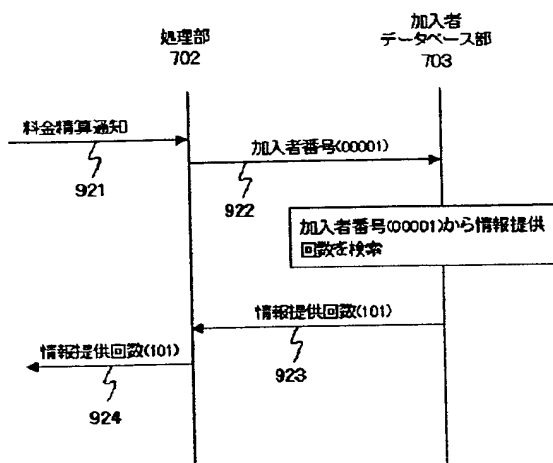 処理部
702
加入者
データベース部
703
料金精算通知
921
加入者番号(00001)
922
加入者番号(00001)から情報提供
回数を検索
情報提供回数(101)
923
情報提供回数(101)
924